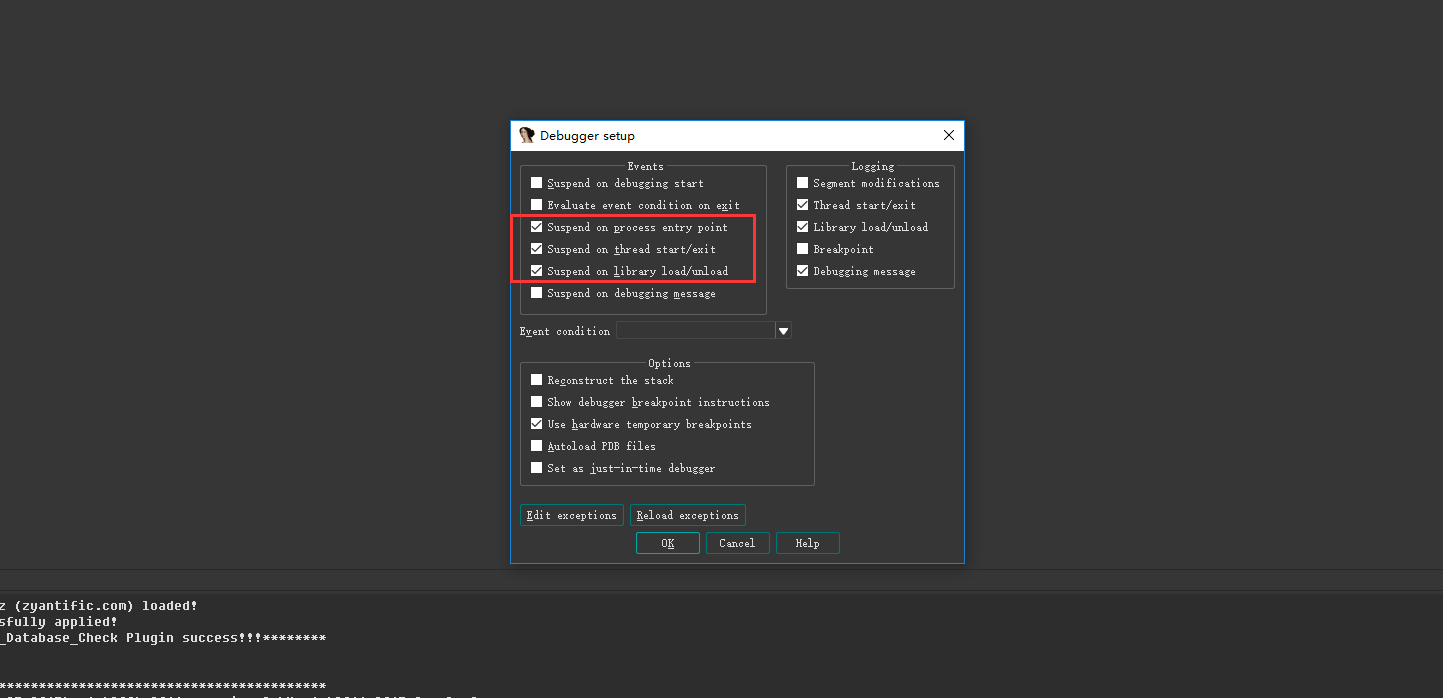 Debugger setup
Events
Suspend on debugging start
Evaluate event condition on exit
Suspend on process entry point
Suspend on thread start/exit
Suspend on library load/unload
Suspend on debugging message
Logging
Segment modifications
Thread start/exit
Library load/unload
Breakpoint
Debugging message
Event condition
Options
Reconstruct the stack
Show debugger breakpoint instructions
Use hardware temporary breakpoints
Autoload PDB files
Set as just-in-time debugger
Edit exceptions
Reload exceptions
OK
Cancel
Help
z (zyantific.com) loaded!
sfully applied!
_Database_Check Plugin success!!!********
*****************************************